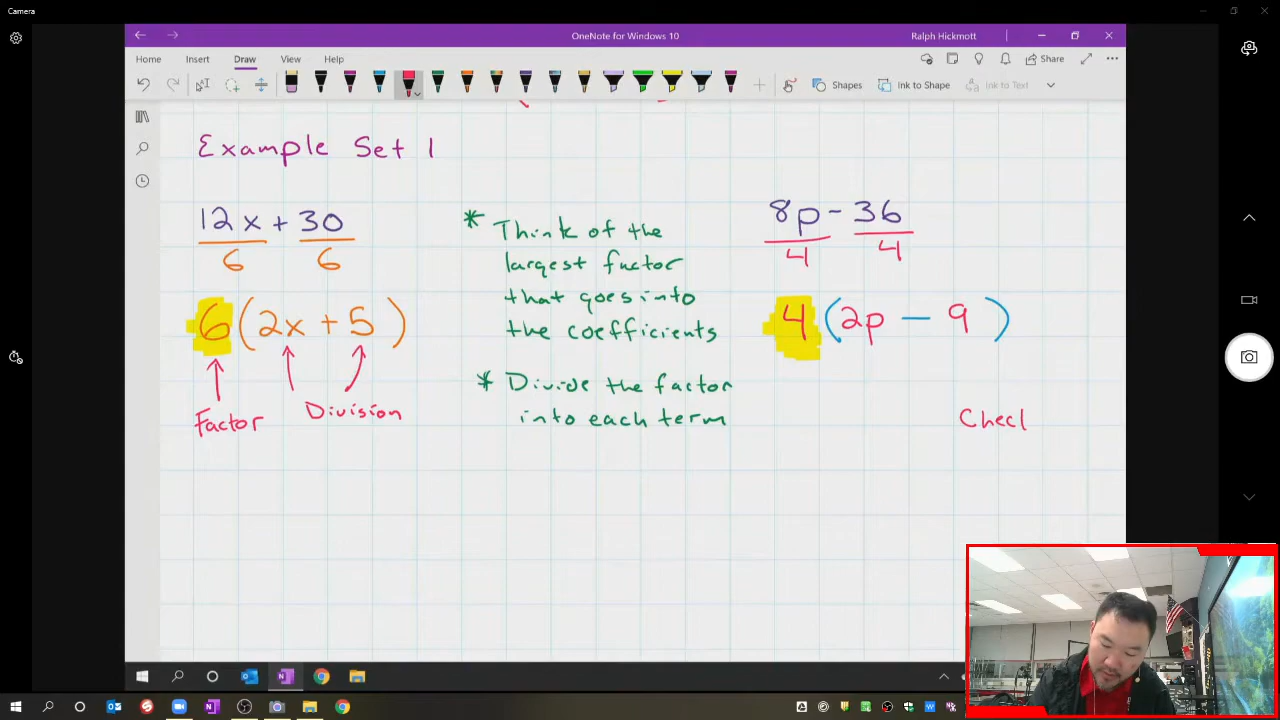 Camera
OneNote for Windows 10
Ralph Hickmott
Home Insert Draw View Help
Share
Shapes
Ink to Shape
Ink to Text
Example Set 1
12x + 30
6 6
6(2x + 5)
Factor
Division
* Think of the
largest factor
that goes into
the coefficients
* Divide the factor
into each term
8p - 36
4 4
4(2p - 9)
Checl